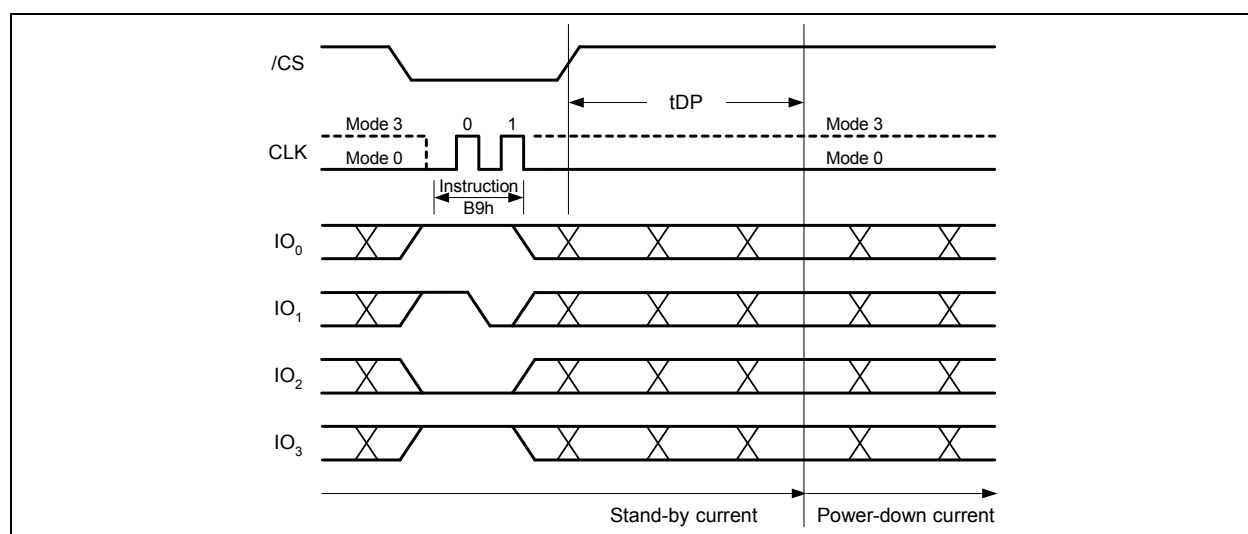 /CS
tDP
Mode 3 0 1 Mode 3
CLK
Mode 0 Mode 0
Instruction
B9h
IO0
IO1
IO2
IO3
Stand-by current Power-down current